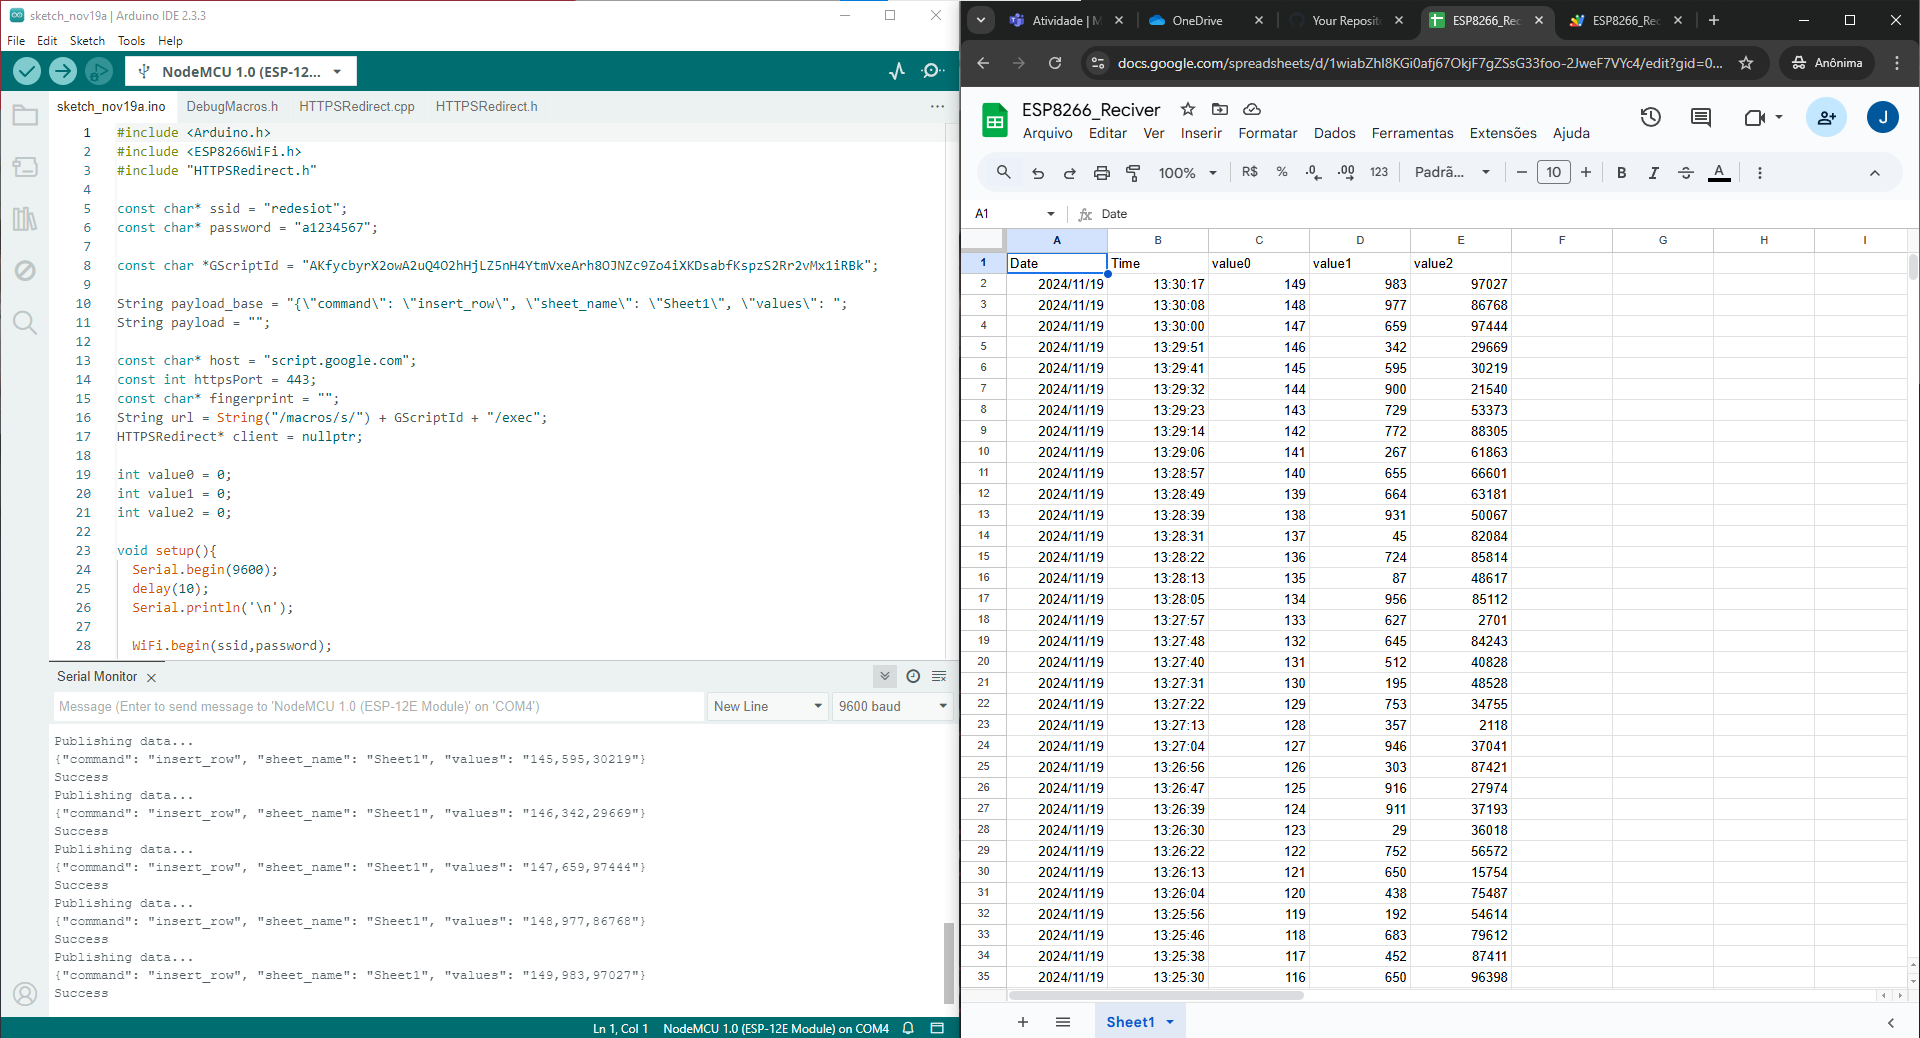 sketch_nov19a | Arduino IDE 2.3.3
File Edit Sketch Tools Help
NodeMCU 1.0 (ESP-12...
sketch_nov19a.ino DebugMacros.h HTTPSRedirect.cpp HTTPSRedirect.h
1 #include <Arduino.h>
2 #include <ESP8266WiFi.h>
3 #include "HTTPSRedirect.h"
4
5 const char* ssid = "redesiot";
6 const char* password = "a1234567";
7
8 const char *GScriptId = "AKfycbyrX2owA2uQ4O2hHjLZ5nH4YtmVxeArh8OJNZc9Zo4iXKDsabfKspzS2Rr2vMx1iRBk";
9
10 String payload_base = "{\"command\": \"insert_row\", \"sheet_name\": \"Sheet1\", \"values\": ";
11 String payload = "";
12
13 const char* host = "script.google.com";
14 const int httpsPort = 443;
15 const char* fingerprint = "";
16 String url = String("/macros/s/") + GScriptId + "/exec";
17 HTTPSRedirect* client = nullptr;
18
19 int value0 = 0;
20 int value1 = 0;
21 int value2 = 0;
22
23 void setup(){
24 Serial.begin(9600);
25 delay(10);
26 Serial.println('\n');
27
28 WiFi.begin(ssid,password);
Serial Monitor
Message (Enter to send message to 'NodeMCU 1.0 (ESP-12E Module)' on 'COM4') New Line 9600 baud
Publishing data...
{"command": "insert_row", "sheet_name": "Sheet1", "values": "145,595,30219"}
Success
Publishing data...
{"command": "insert_row", "sheet_name": "Sheet1", "values": "146,342,29669"}
Success
Publishing data...
{"command": "insert_row", "sheet_name": "Sheet1", "values": "147,659,97444"}
Success
Publishing data...
{"command": "insert_row", "sheet_name": "Sheet1", "values": "148,977,86768"}
Success
Publishing data...
{"command": "insert_row", "sheet_name": "Sheet1", "values": "149,983,97027"}
Success
Ln 1, Col 1 NodeMCU 1.0 (ESP-12E Module) on COM4
Atividade | M OneDrive Your Reposit ESP8266_Rec ESP8266_Rec
docs.google.com/spreadsheets/d/1wiabZhI8KGi0afj67OkjF7gZSsG33foo-2JweF7VYc4/edit?gid=0... Anônima
ESP8266_Reciver
Arquivo Editar Ver Inserir Formatar Dados Ferramentas Extensões Ajuda
J
100% R$ % .0 .00 123 Padrã... 10 B I A
A1 fx Date
A B C D E F G H I
1 Date Time value0 value1 value2
2 2024/11/19 13:30:17 149 983 97027
3 2024/11/19 13:30:08 148 977 86768
4 2024/11/19 13:30:00 147 659 97444
5 2024/11/19 13:29:51 146 342 29669
6 2024/11/19 13:29:41 145 595 30219
7 2024/11/19 13:29:32 144 900 21540
8 2024/11/19 13:29:23 143 729 53373
9 2024/11/19 13:29:14 142 772 88305
10 2024/11/19 13:29:06 141 267 61863
11 2024/11/19 13:28:57 140 655 66601
12 2024/11/19 13:28:49 139 664 63181
13 2024/11/19 13:28:39 138 931 50067
14 2024/11/19 13:28:31 137 45 82084
15 2024/11/19 13:28:22 136 724 85814
16 2024/11/19 13:28:13 135 87 48617
17 2024/11/19 13:28:05 134 956 85112
18 2024/11/19 13:27:57 133 627 2701
19 2024/11/19 13:27:48 132 645 84243
20 2024/11/19 13:27:40 131 512 40828
21 2024/11/19 13:27:31 130 195 48528
22 2024/11/19 13:27:22 129 753 34755
23 2024/11/19 13:27:13 128 357 2118
24 2024/11/19 13:27:04 127 946 37041
25 2024/11/19 13:26:56 126 303 87421
26 2024/11/19 13:26:47 125 916 27974
27 2024/11/19 13:26:39 124 911 37193
28 2024/11/19 13:26:30 123 29 36018
29 2024/11/19 13:26:22 122 752 56572
30 2024/11/19 13:26:13 121 650 15754
31 2024/11/19 13:26:04 120 438 75487
32 2024/11/19 13:25:56 119 192 54614
33 2024/11/19 13:25:46 118 683 79612
34 2024/11/19 13:25:38 117 452 87411
35 2024/11/19 13:25:30 116 650 96398
Sheet1